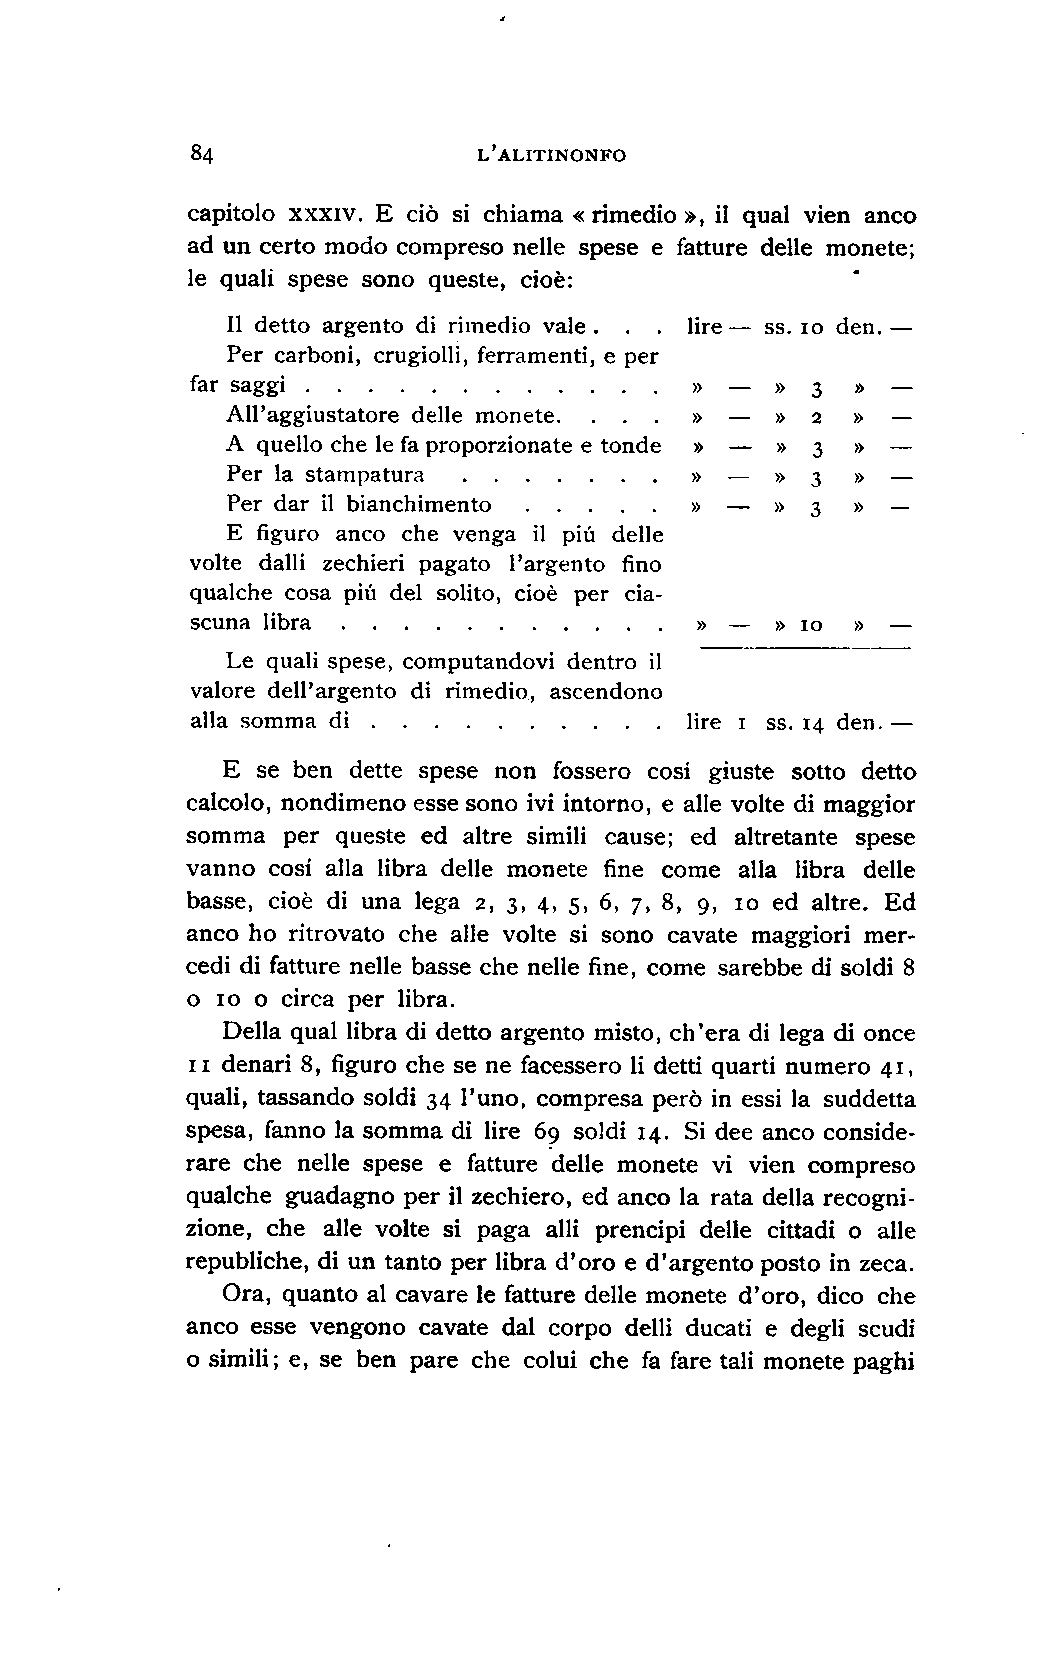 84 L'ALITINONFO
capitolo XXXIV. E ciò si chiama « rimedio », il qual vien anco
ad un certo modo compreso nelle spese e fatture delle monete;
le quali spese sono queste, cioè:
Il detto argento di rimedio vale . . . lire — ss. 10 den. —
Per carboni, crugiolli, ferramenti, e per
far saggi . . . . . . . . . . . . » — » 3 » —
All'aggiustatore delle monete. . . . » — » 2 » —
A quello che le fa proporzionate e tonde » — » 3 » —
Per la stampatura . . . . . . . » — » 3 » —
Per dar il bianchimento . . . . . » — » 3 » —
E figuro anco che venga il piú delle
volte dalli zechieri pagato l'argento fino
qualche cosa piú del solito, cioè per cia-
scuna libra . . . . . . . . . . . » — » 10 » —
Le quali spese, computandovi dentro il
valore dell'argento di rimedio, ascendono
alla somma di . . . . . . . . . . lire 1 ss. 14 den. —
E se ben dette spese non fossero cosí giuste sotto detto
calcolo, nondimeno esse sono ivi intorno, e alle volte di maggior
somma per queste ed altre simili cause; ed altretante spese
vanno cosí alla libra delle monete fine come alla libra delle
basse, cioè di una lega 2, 3, 4, 5, 6, 7, 8, 9, 10 ed altre. Ed
anco ho ritrovato che alle volte si sono cavate maggiori mer-
cedi di fatture nelle basse che nelle fine, come sarebbe di soldi 8
o 10 o circa per libra.
Della qual libra di detto argento misto, ch'era di lega di once
11 denari 8, figuro che se ne facessero li detti quarti numero 41,
quali, tassando soldi 34 l'uno, compresa però in essi la suddetta
spesa, fanno la somma di lire 69 soldi 14. Si dee anco conside-
rare che nelle spese e fatture delle monete vi vien compreso
qualche guadagno per il zechiero, ed anco la rata della recogni-
zione, che alle volte si paga alli prencipi delle cittadi o alle
republiche, di un tanto per libra d'oro e d'argento posto in zeca.
Ora, quanto al cavare le fatture delle monete d'oro, dico che
anco esse vengono cavate dal corpo delli ducati e degli scudi
o simili; e, se ben pare che colui che fa fare tali monete paghi